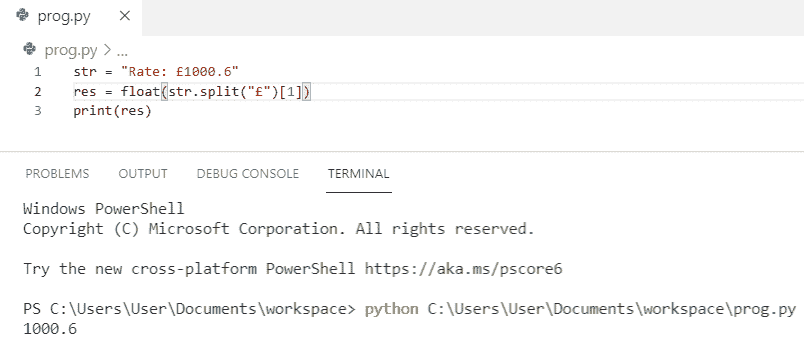 prog.py ×
prog.py > ...
1 str = "Rate: £1000.6"
2 res = float(str.split("£")[1])
3 print(res)
PROBLEMS OUTPUT DEBUG CONSOLE TERMINAL
Windows PowerShell
Copyright (C) Microsoft Corporation. All rights reserved.
Try the new cross-platform PowerShell https://aka.ms/pscore6
PS C:\Users\User\Documents\workspace> python C:\Users\User\Documents\workspace\prog.py
1000.6